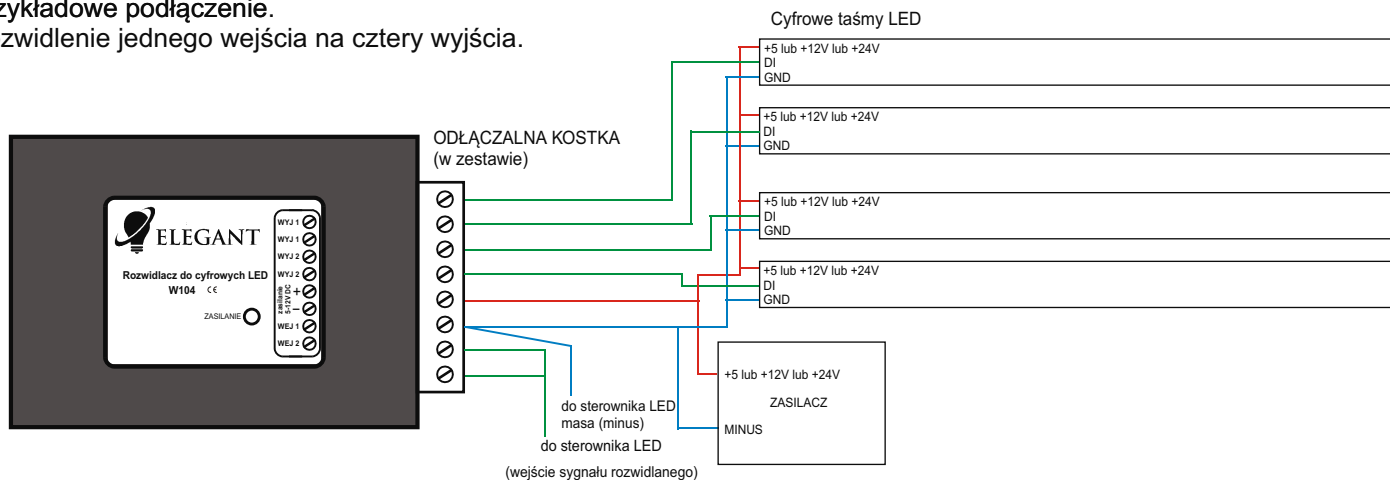 zykładowe podłączenie.
zwidlenie jednego wejścia na cztery wyjścia.
Cyfrowe taśmy LED
+5 lub +12V lub +24V
DI
GND
+5 lub +12V lub +24V
DI
GND
+5 lub +12V lub +24V
DI
GND
+5 lub +12V lub +24V
DI
GND
ODŁĄCZALNA KOSTKA
(w zestawie)
ELEGANT
Rozwidlacz do cyfrowych LED
W104 CE
ZASILANIE
WYJ 1
WYJ 1
WYJ 2
WYJ 2
zasilanie
5-12V DC
+
–
WEJ 1
WEJ 2
do sterownika LED
masa (minus)
do sterownika LED
(wejście sygnału rozwidlanego)
+5 lub +12V lub +24V
ZASILACZ
MINUS